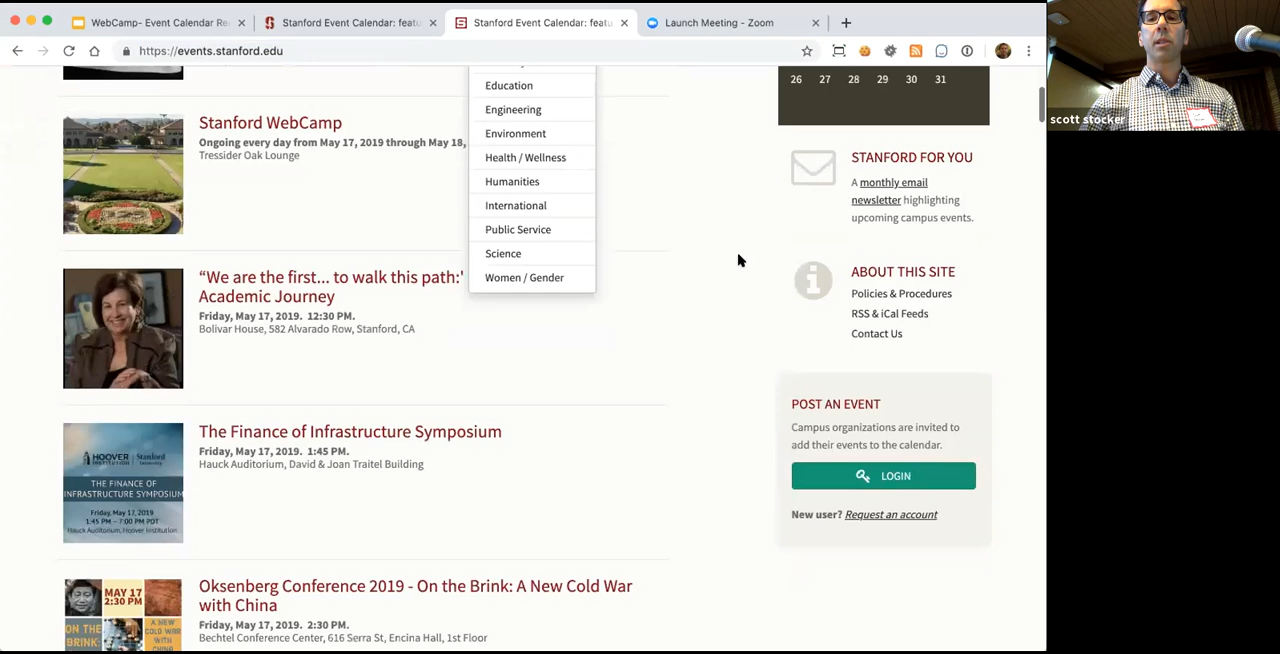 WebCamp- Event Calendar Re
Stanford Event Calendar: featu
Stanford Event Calendar: featu
Launch Meeting - Zoom
https://events.stanford.edu
Education
Engineering
Environment
Health / Wellness
Humanities
International
Public Service
Science
Women / Gender
Stanford WebCamp
Ongoing every day from May 17, 2019 through May 18,
Tressider Oak Lounge
“We are the first... to walk this path:'
Academic Journey
Friday, May 17, 2019. 12:30 PM.
Bolivar House, 582 Alvarado Row, Stanford, CA
HOOVER INSTITUTION Stanford University
THE FINANCE OF
INFRASTRUCTURE SYMPOSIUM
Friday, May 17, 2019
1:45 PM – 7:00 PM PDT
Hauck Auditorium, Hoover Institution
The Finance of Infrastructure Symposium
Friday, May 17, 2019. 1:45 PM.
Hauck Auditorium, David & Joan Traitel Building
MAY 17
2:30 PM
ON THE
BRINK:
A NEW
COLD WAR
WITH
CHINA
Oksenberg Conference 2019 - On the Brink: A New Cold War
with China
Friday, May 17, 2019. 2:30 PM.
Bechtel Conference Center, 616 Serra St, Encina Hall, 1st Floor
26 27 28 29 30 31
STANFORD FOR YOU
A monthly email
newsletter highlighting
upcoming campus events.
ABOUT THIS SITE
Policies & Procedures
RSS & iCal Feeds
Contact Us
POST AN EVENT
Campus organizations are invited to
add their events to the calendar.
LOGIN
New user? Request an account
scott stocker